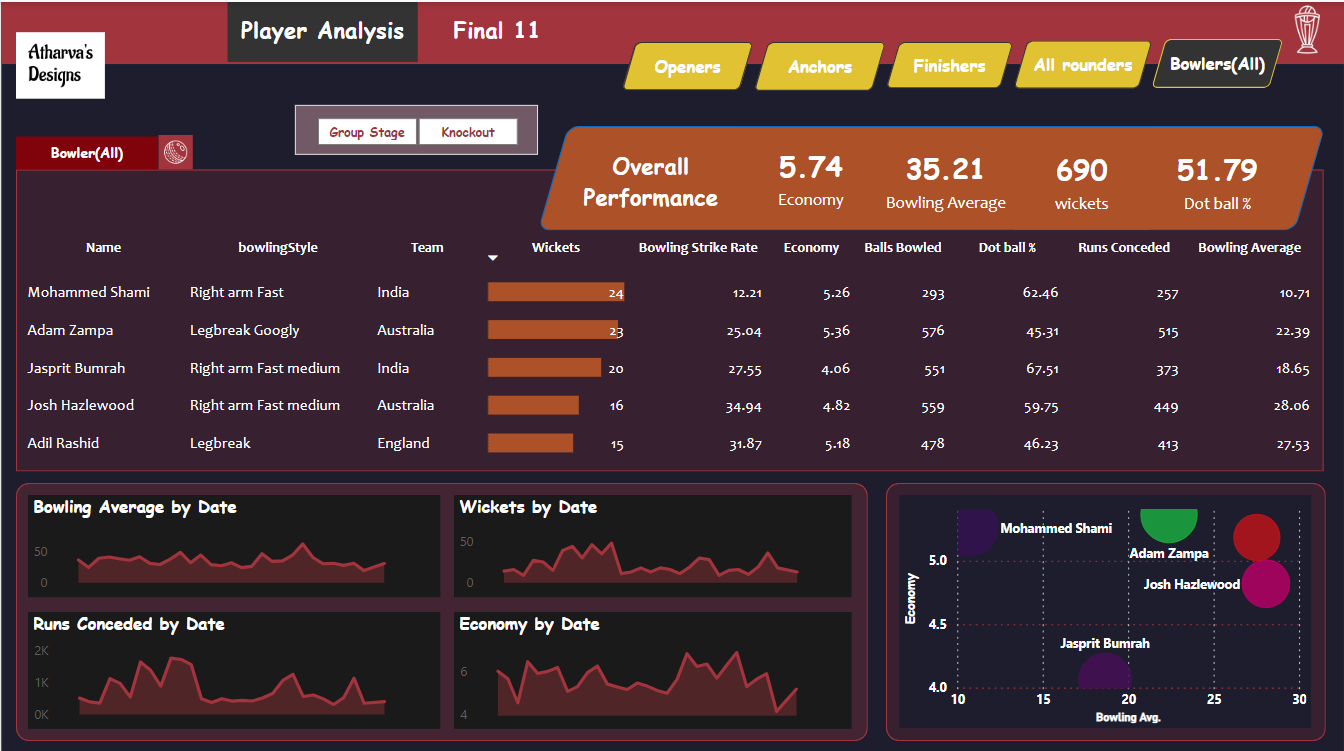 Player Analysis
Final 11
Atharva's
Designs
Openers
Anchors
Finishers
All rounders
Bowlers(All)
Group Stage
Knockout
Bowler(All)
Overall
Performance
5.74
Economy
35.21
Bowling Average
690
wickets
51.79
Dot ball %
Name bowlingStyle Team Wickets Bowling Strike Rate Economy Balls Bowled Dot ball % Runs Conceded Bowling Average
Mohammed Shami Right arm Fast India 24 12.21 5.26 293 62.46 257 10.71
Adam Zampa Legbreak Googly Australia 23 25.04 5.36 576 45.31 515 22.39
Jasprit Bumrah Right arm Fast medium India 20 27.55 4.06 551 67.51 373 18.65
Josh Hazlewood Right arm Fast medium Australia 16 34.94 4.82 559 59.75 449 28.06
Adil Rashid Legbreak England 15 31.87 5.18 478 46.23 413 27.53
Bowling Average by Date
50
0
Wickets by Date
50
0
Runs Conceded by Date
2K
1K
0K
Economy by Date
6
4
Mohammed Shami
Adam Zampa
Josh Hazlewood
Jasprit Bumrah
Economy
5.0
4.5
4.0
10 15 20 25 30
Bowling Avg.